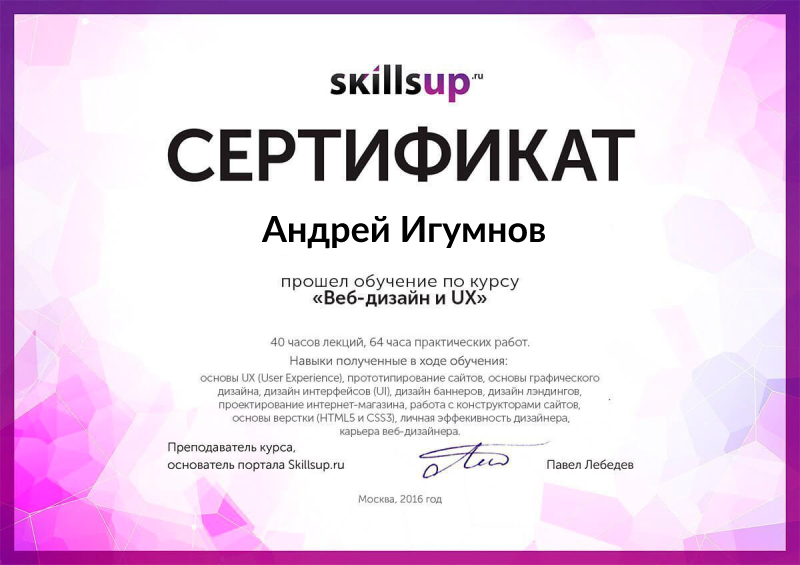 skillsup.ru
СЕРТИФИКАТ
Андрей Игумнов
прошел обучение по курсу
«Веб-дизайн и UX»
40 часов лекций, 64 часа практических работ.
Навыки полученные в ходе обучения:
основы UX (User Experience), прототипирование сайтов, основы графического
дизайна, дизайн интерфейсов (UI), дизайн баннеров, дизайн лэндингов,
проектирование интернет-магазина, работа с конструкторами сайтов,
основы верстки (HTML5 и CSS3), личная эффекивность дизайнера,
карьера веб-дизайнера.
Преподаватель курса,
основатель портала Skillsup.ru
Павел Лебедев
Москва, 2016 год